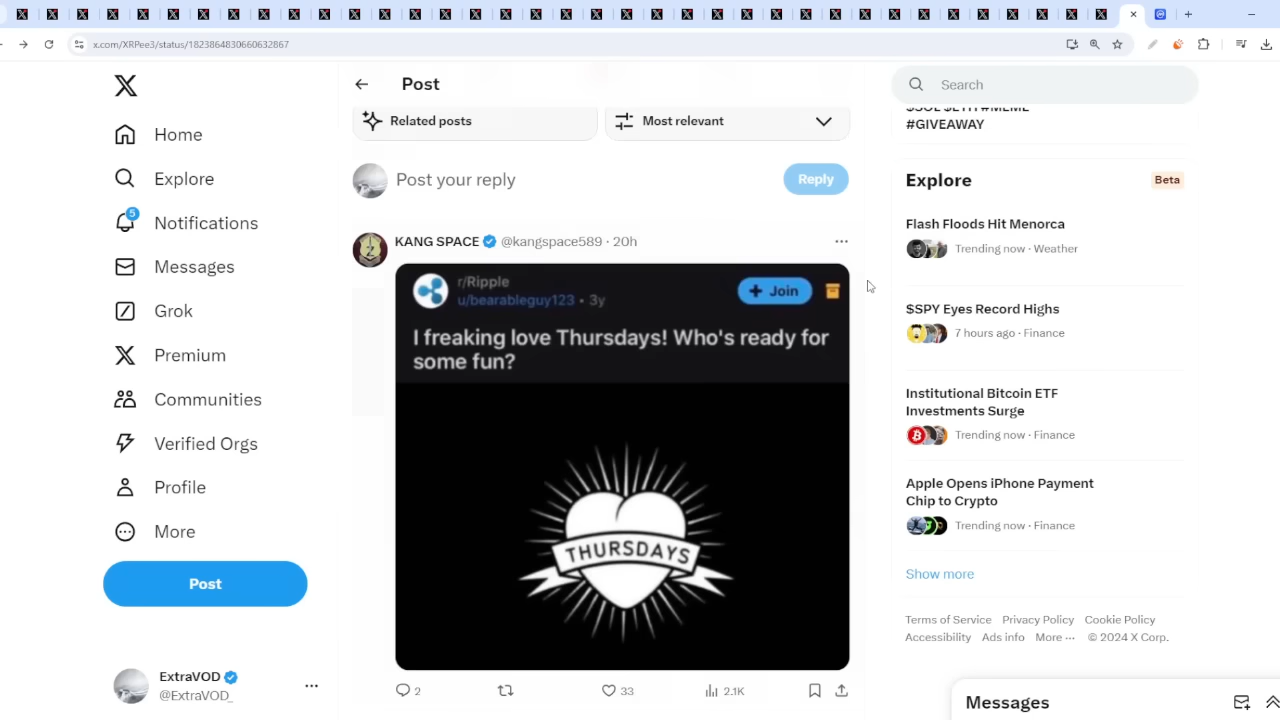 x.com/XRPee3/status/1823864830660632867
Post
Search
Home
Explore
5
Notifications
Messages
Grok
Premium
Communities
Verified Orgs
Profile
More
Post
ExtraVOD
@ExtraVOD_
Related posts
Most relevant
Post your reply
Reply
KANG SPACE @kangspace589 · 20h
r/Ripple
u/bearableguy123 • 3y
+ Join
I freaking love Thursdays! Who's ready for
some fun?
THURSDAYS
2
33
2.1K
$SOL $ETH #MEME
#GIVEAWAY
Explore
Beta
Flash Floods Hit Menorca
Trending now · Weather
$SPY Eyes Record Highs
7 hours ago · Finance
Institutional Bitcoin ETF
Investments Surge
Trending now · Finance
Apple Opens iPhone Payment
Chip to Crypto
Trending now · Finance
Show more
Terms of Service Privacy Policy Cookie Policy
Accessibility Ads info More ··· © 2024 X Corp.
Messages